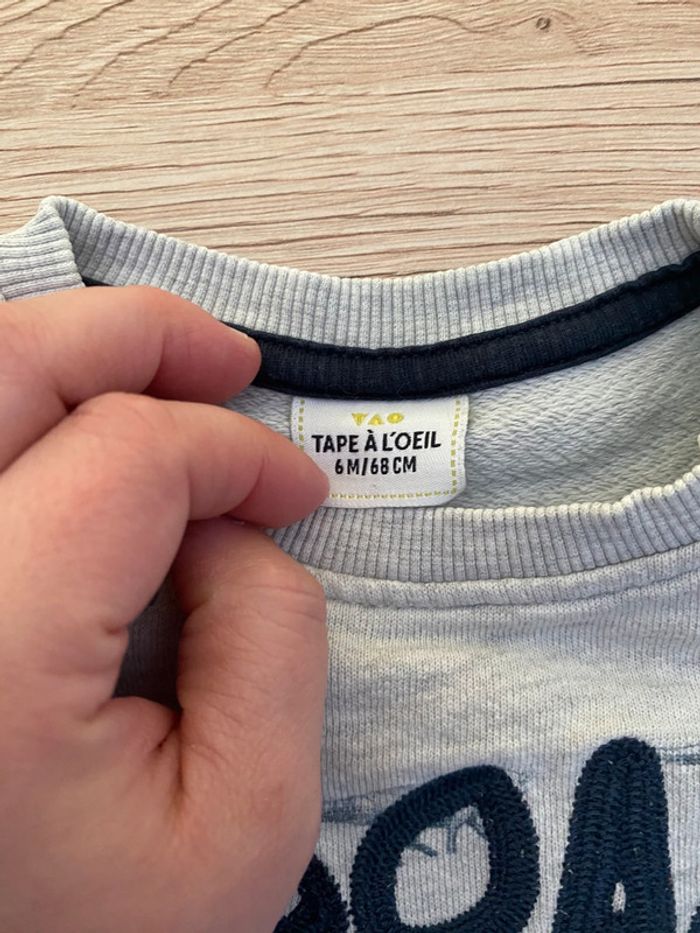 TAO
TAPE À L'OEIL
6M/68CM